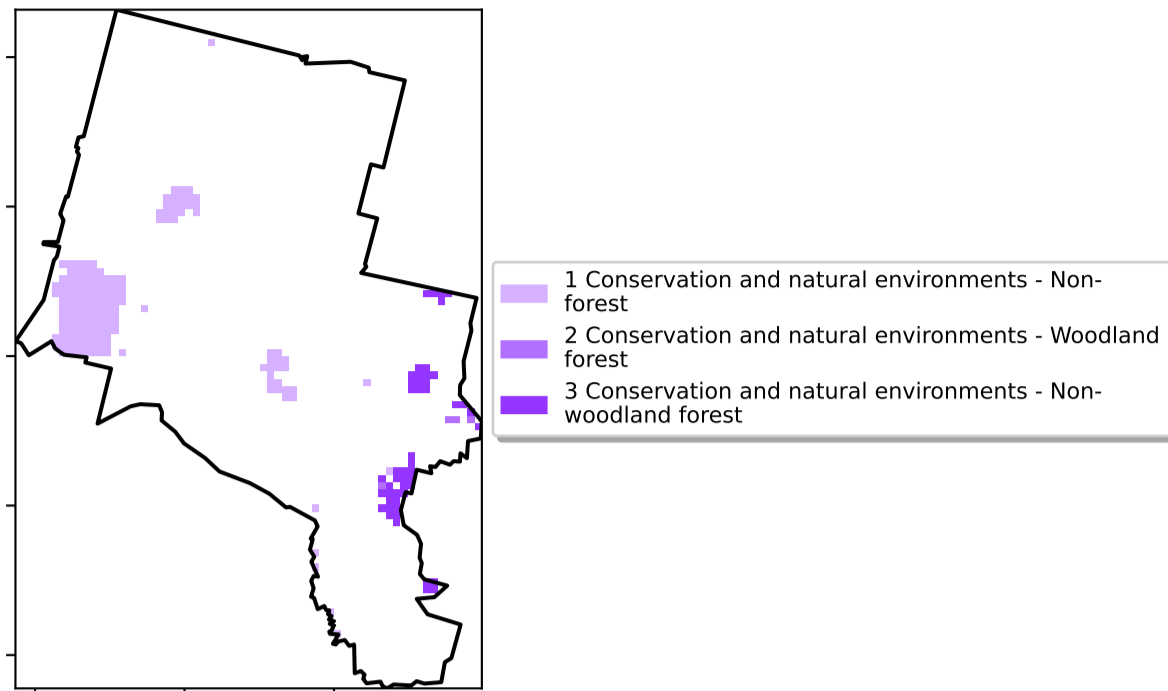 1 Conservation and natural environments - Non-
forest
2 Conservation and natural environments - Woodland
forest
3 Conservation and natural environments - Non-
woodland forest